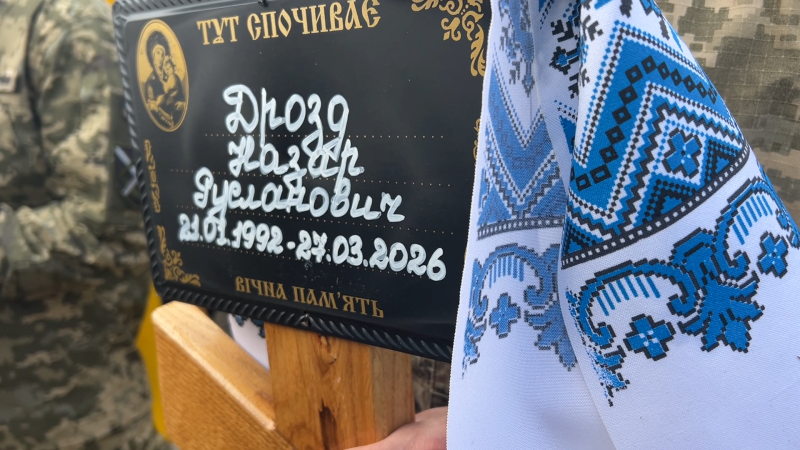 ТУТ СПОЧИВАЄ
Дрозд
Назар
Русланович
21.01.1992-27.03.2026
ВІЧНА ПАМ'ЯТЬ